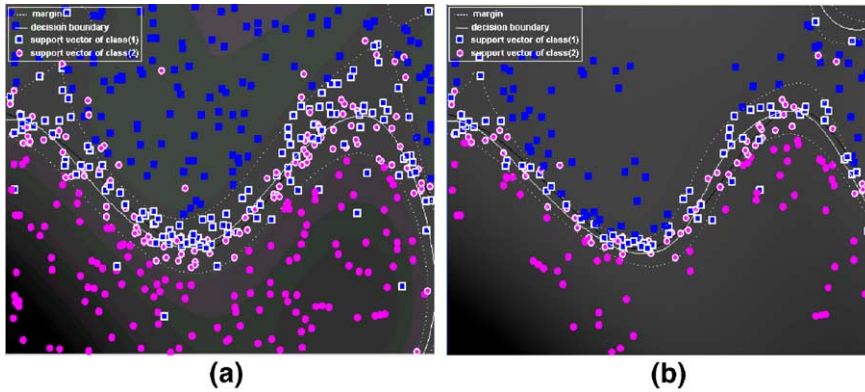 margin
decision boundary
support vector of class(1)
support vector of class(2)
margin
decision boundary
support vector of class(1)
support vector of class(2)
(a)
(b)